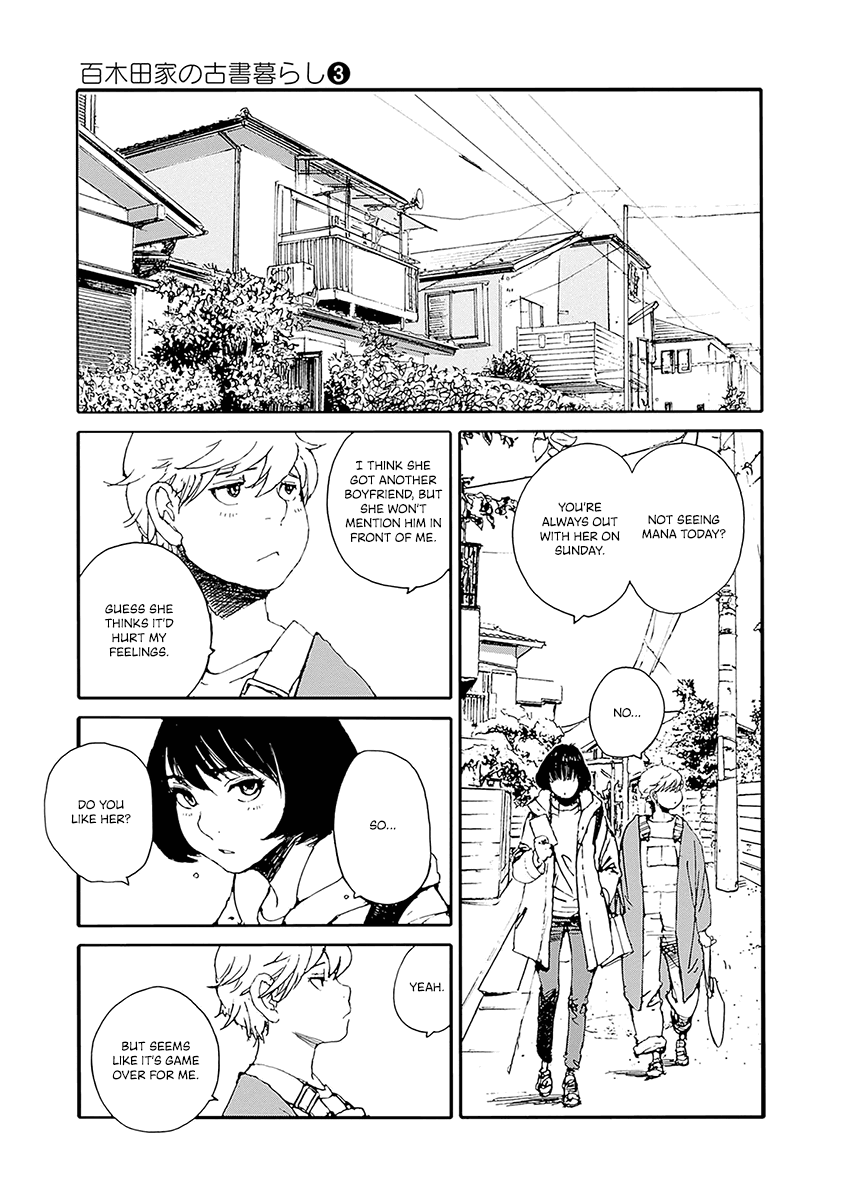 百木田家の古書暮らし❸
NOT SEEING
MANA TODAY?
YOU'RE
ALWAYS OUT
WITH HER ON
SUNDAY.
NO...
I THINK SHE
GOT ANOTHER
BOYFRIEND, BUT
SHE WON'T
MENTION HIM IN
FRONT OF ME.
GUESS SHE
THINKS IT'D
HURT MY
FEELINGS.
SO...
DO YOU
LIKE HER?
YEAH.
BUT SEEMS
LIKE IT'S GAME
OVER FOR ME.